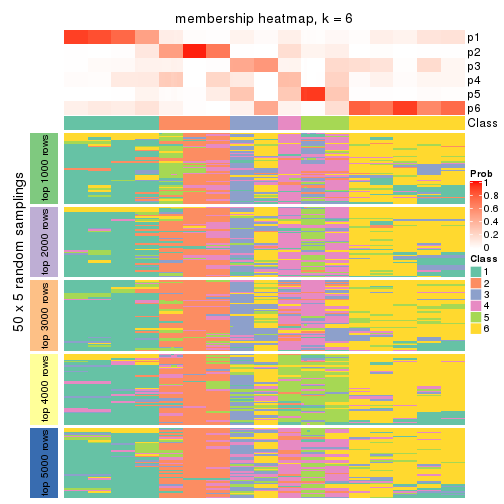 membership heatmap, k = 6
p1
p2
p3
p4
p5
p6
Class
50 x 5 random samplings
top 1000 rows
top 2000 rows
top 3000 rows
top 4000 rows
top 5000 rows
Prob
1
0.8
0.6
0.4
0.2
0
Class
1
2
3
4
5
6